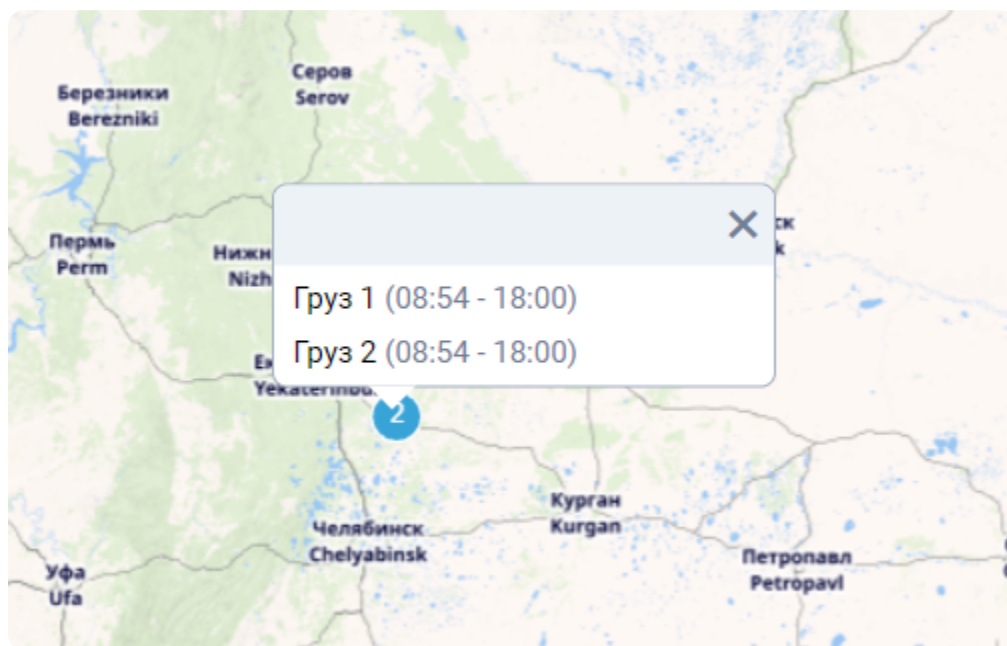 Серов
Serov
Березники
Berezniki
Пермь
Perm
Груз 1 (08:54 - 18:00)
Груз 2 (08:54 - 18:00)
2
Курган
Kurgan
Челябинск
Chelyabinsk
Петропавл
Petropavl
Уфа
Ufa